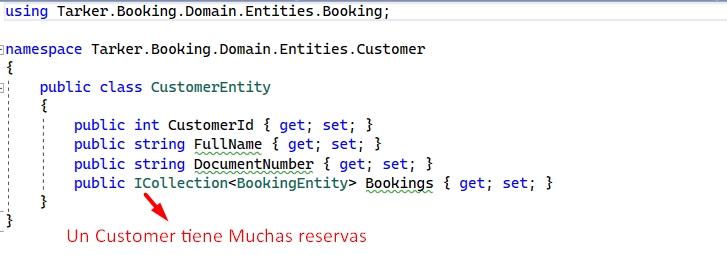 using Tarker.Booking.Domain.Entities.Booking;
namespace Tarker.Booking.Domain.Entities.Customer
{
public class CustomerEntity
{
public int CustomerId { get; set; }
public string FullName { get; set; }
public string DocumentNumber { get; set; }
public ICollection<BookingEntity> Bookings { get; set; }
}
}
Un Customer tiene Muchas reservas